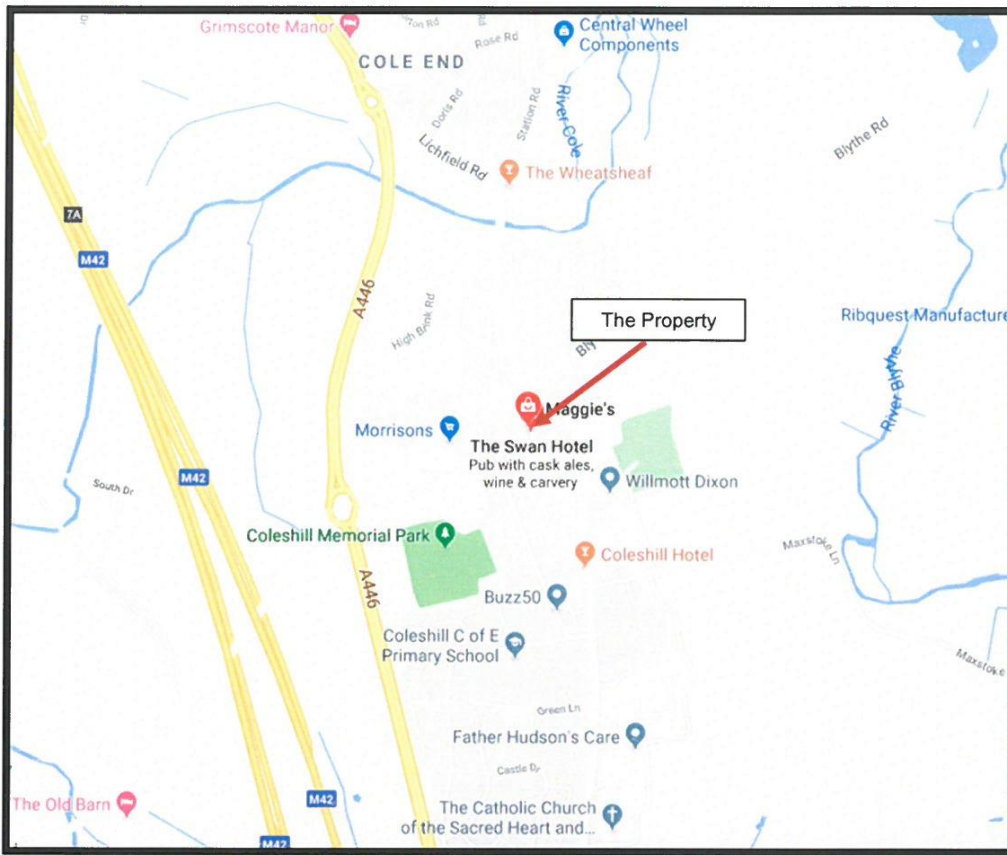 Grimscote Manor
Rd
Central Wheel
Components
Rose Rd
COLE END
Doris Rd
Station Rd
River Cole
Blythe Rd
Lichfield Rd
The Wheatsheaf
7A
M42
A446
High Brink Rd
The Property
Ribquest Manufacture
River Blythe
Maggie's
Morrisons
The Swan Hotel
Pub with cask ales,
wine & carvery
M42
Willmott Dixon
South Dr
Coleshill Memorial Park
Maxstoke Ln
Coleshill Hotel
A446
Buzz50
Coleshill C of E
Primary School
Maxstoke
Green Ln
Father Hudson's Care
Castle Dr
M42
The Old Barn
The Catholic Church
of the Sacred Heart and...
M42